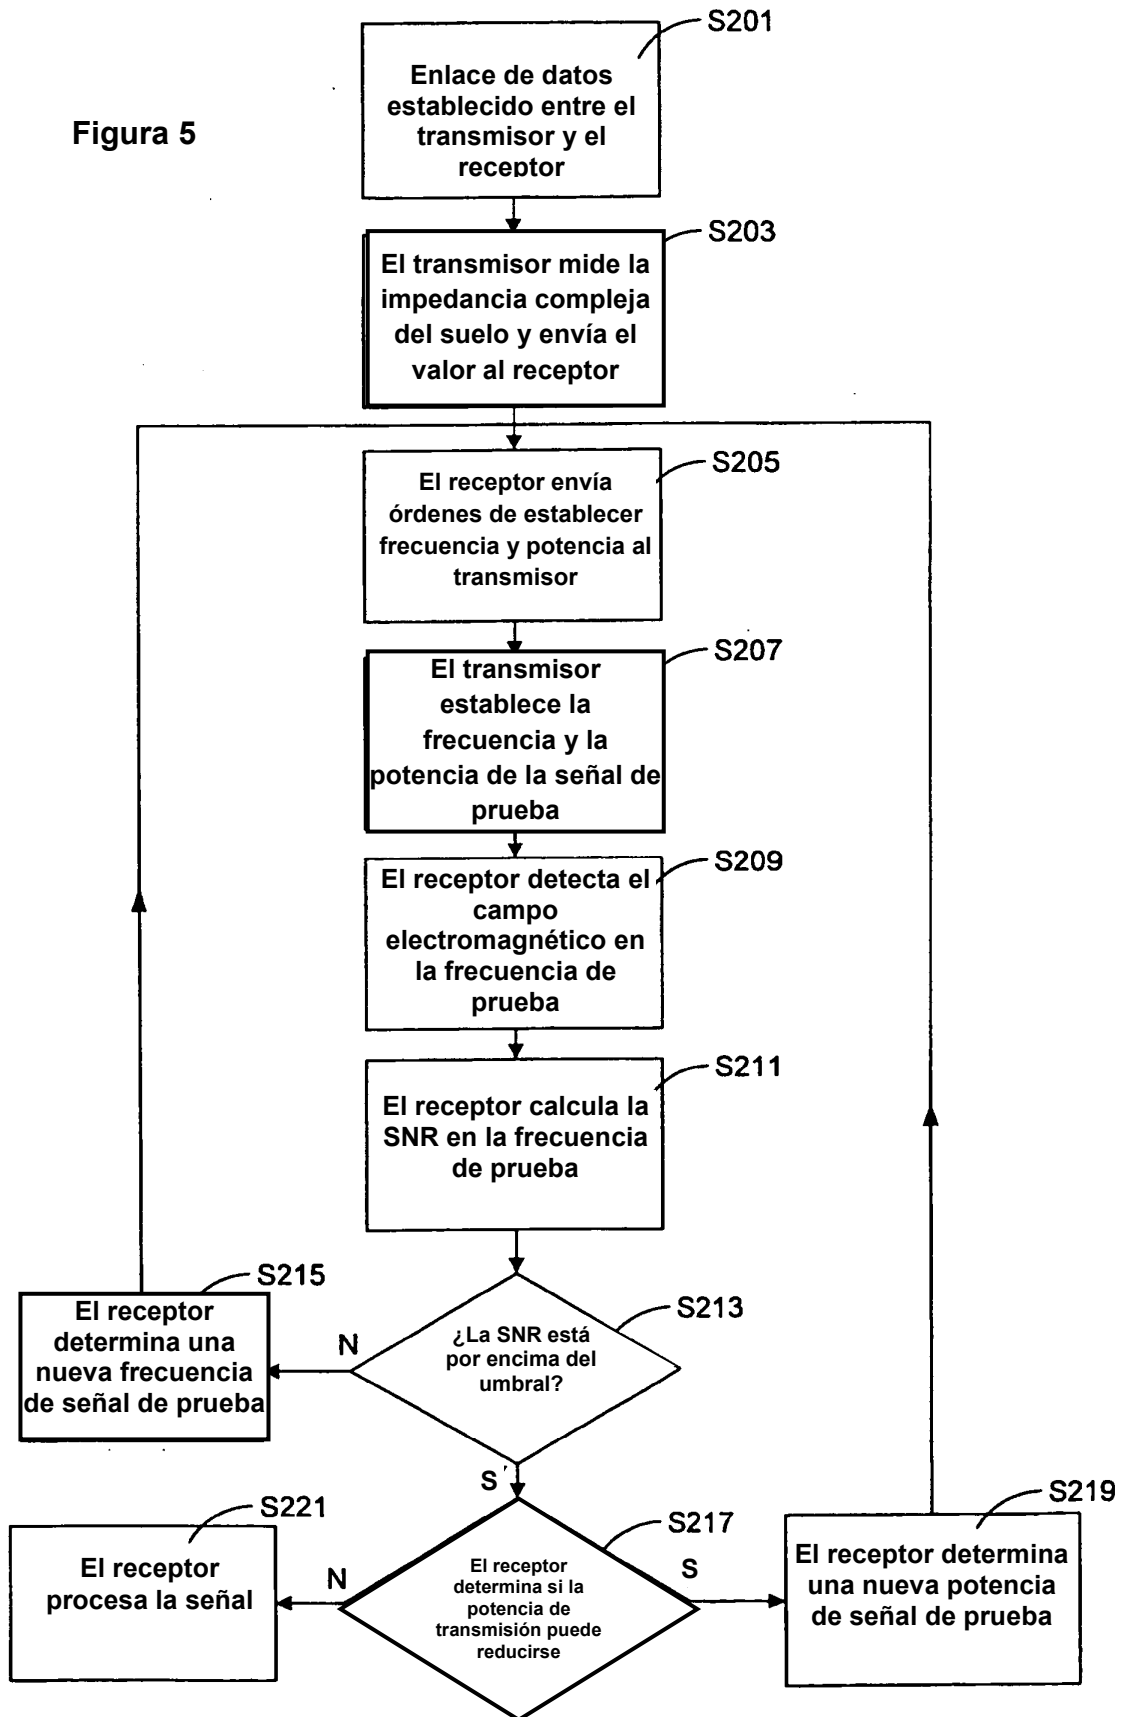 Figura 5
S201
Enlace de datos
establecido entre el
transmisor y el
receptor
S203
El transmisor mide la
impedancia compleja
del suelo y envía el
valor al receptor
S205
El receptor envía
órdenes de establecer
frecuencia y potencia al
transmisor
S207
El transmisor
establece la
frecuencia y la
potencia de la señal de
prueba
S209
El receptor detecta el
campo
electromagnético en
la frecuencia de
prueba
S211
El receptor calcula la
SNR en la frecuencia
de prueba
S213
¿La SNR está
por encima del
umbral?
N
S
S215
El receptor
determina una
nueva frecuencia
de señal de prueba
S217
El receptor
determina si la
potencia de
transmisión puede
reducirse
N
S
S219
El receptor determina
una nueva potencia
de señal de prueba
S221
El receptor
procesa la señal